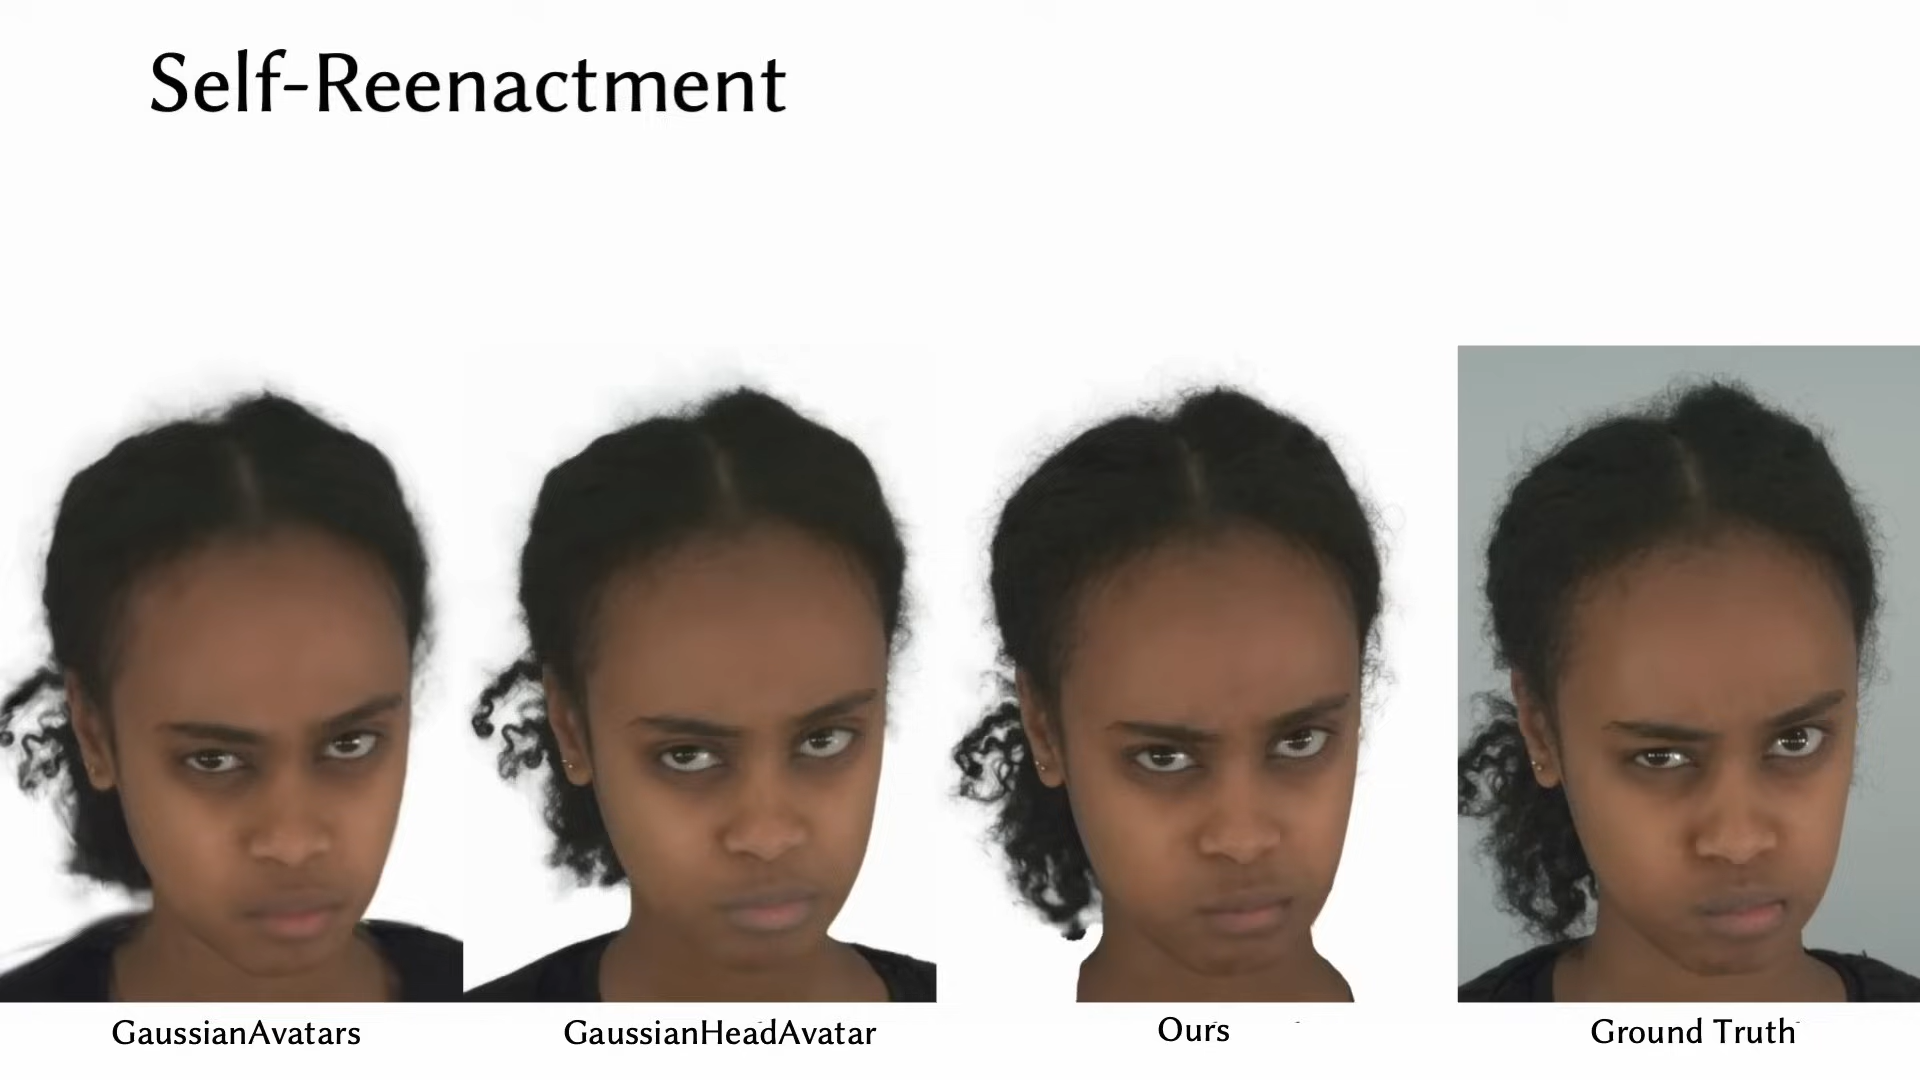 Self-Reenactment
GaussianAvatars
GaussianHeadAvatar
Ours
Ground Truth